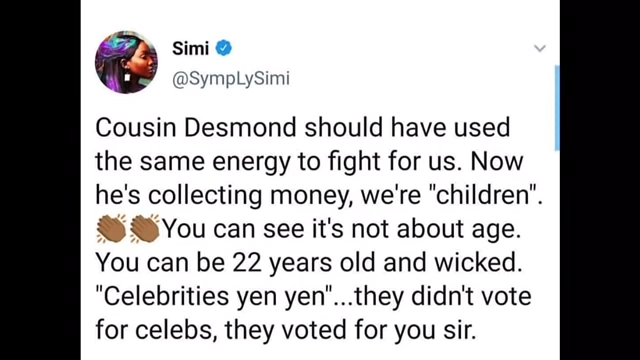 Simi
@SympLySimi
Cousin Desmond should have used
the same energy to fight for us. Now
he's collecting money, we're "children".
👏🏾👏🏾You can see it's not about age.
You can be 22 years old and wicked.
"Celebrities yen yen"...they didn't vote
for celebs, they voted for you sir.